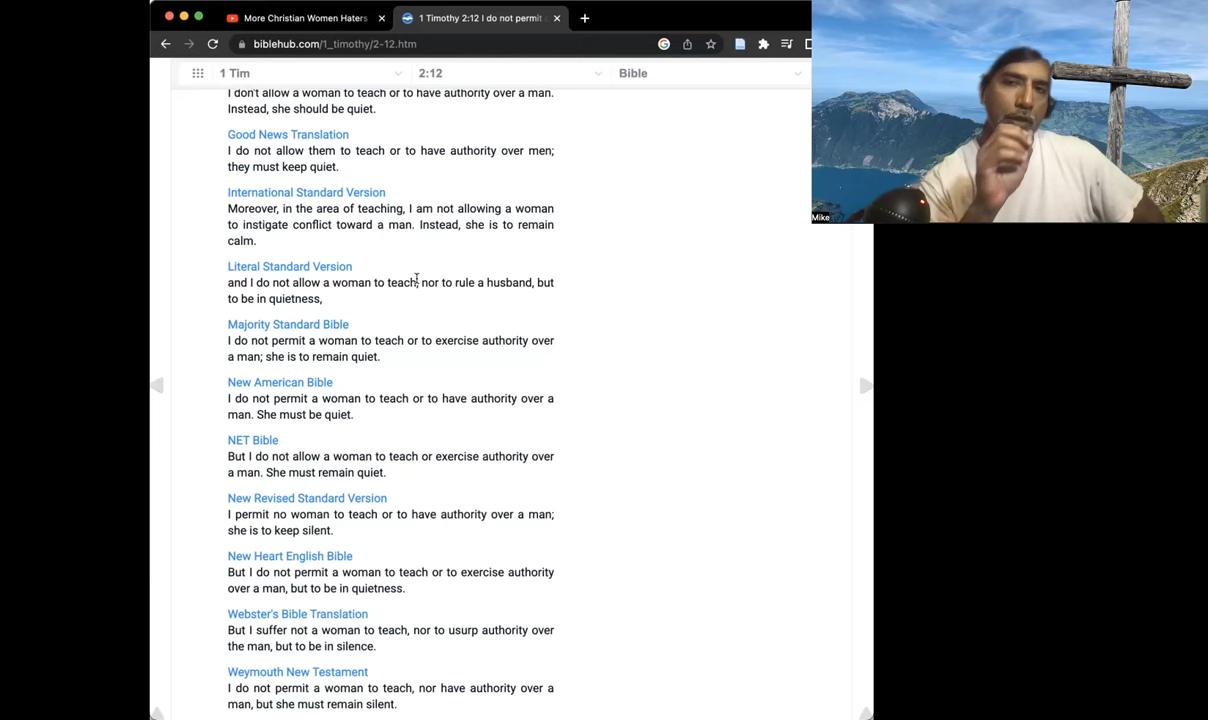 More Christian Women Haters
1 Timothy 2:12 I do not permit
biblehub.com/1_timothy/2-12.htm
1 Tim
2:12
Bible
I don't allow a woman to teach or to have authority over a man.
Instead, she should be quiet.
Good News Translation
I do not allow them to teach or to have authority over men;
they must keep quiet.
International Standard Version
Moreover, in the area of teaching, I am not allowing a woman
to instigate conflict toward a man. Instead, she is to remain
calm.
Literal Standard Version
and I do not allow a woman to teach, nor to rule a husband, but
to be in quietness,
Majority Standard Bible
I do not permit a woman to teach or to exercise authority over
a man; she is to remain quiet.
New American Bible
I do not permit a woman to teach or to have authority over a
man. She must be quiet.
NET Bible
But I do not allow a woman to teach or exercise authority over
a man. She must remain quiet.
New Revised Standard Version
I permit no woman to teach or to have authority over a man;
she is to keep silent.
New Heart English Bible
But I do not permit a woman to teach or to exercise authority
over a man, but to be in quietness.
Webster's Bible Translation
But I suffer not a woman to teach, nor to usurp authority over
the man, but to be in silence.
Weymouth New Testament
I do not permit a woman to teach, nor have authority over a
man, but she must remain silent.
Mike